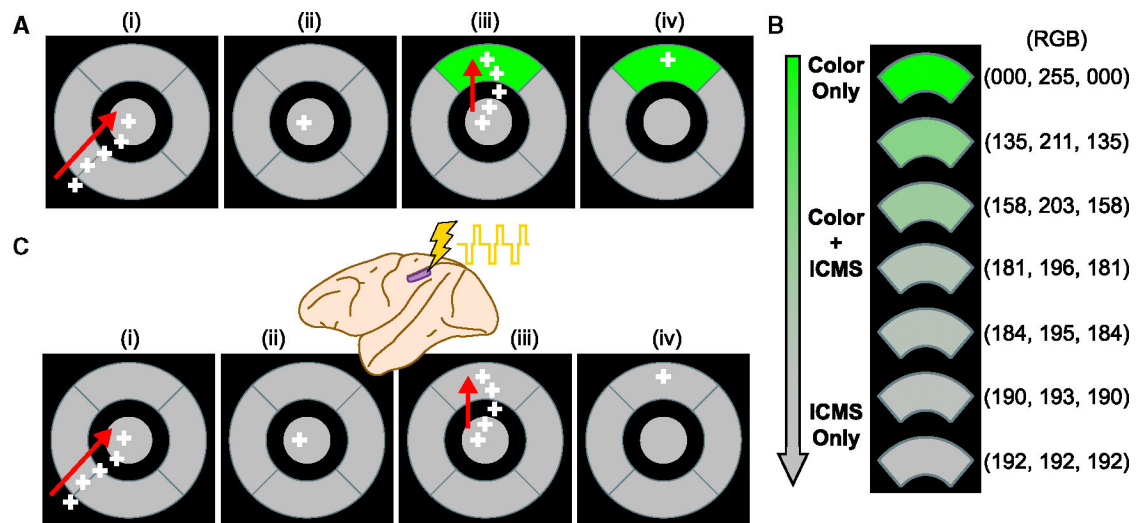 A
(i)
(ii)
(iii)
(iv)
B
(RGB)
Color
Only
(000, 255, 000)
(135, 211, 135)
Color
+
ICMS
(158, 203, 158)
(181, 196, 181)
(184, 195, 184)
ICMS
Only
(190, 193, 190)
(192, 192, 192)
C
(i)
(ii)
(iii)
(iv)